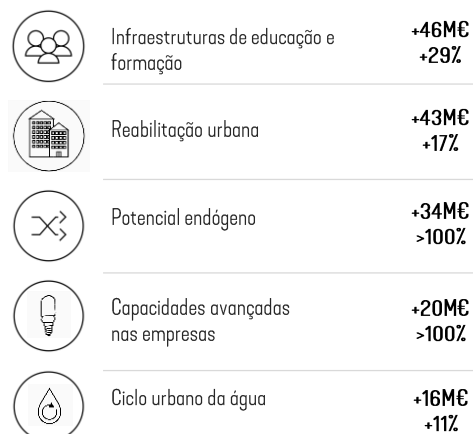 Infraestruturas de educação e
formação
+46M€
+29%
Reabilitação urbana
+43M€
+17%
Potencial endógeno
+34M€
>100%
Capacidades avançadas
nas empresas
+20M€
>100%
Ciclo urbano da água
+16M€
+11%